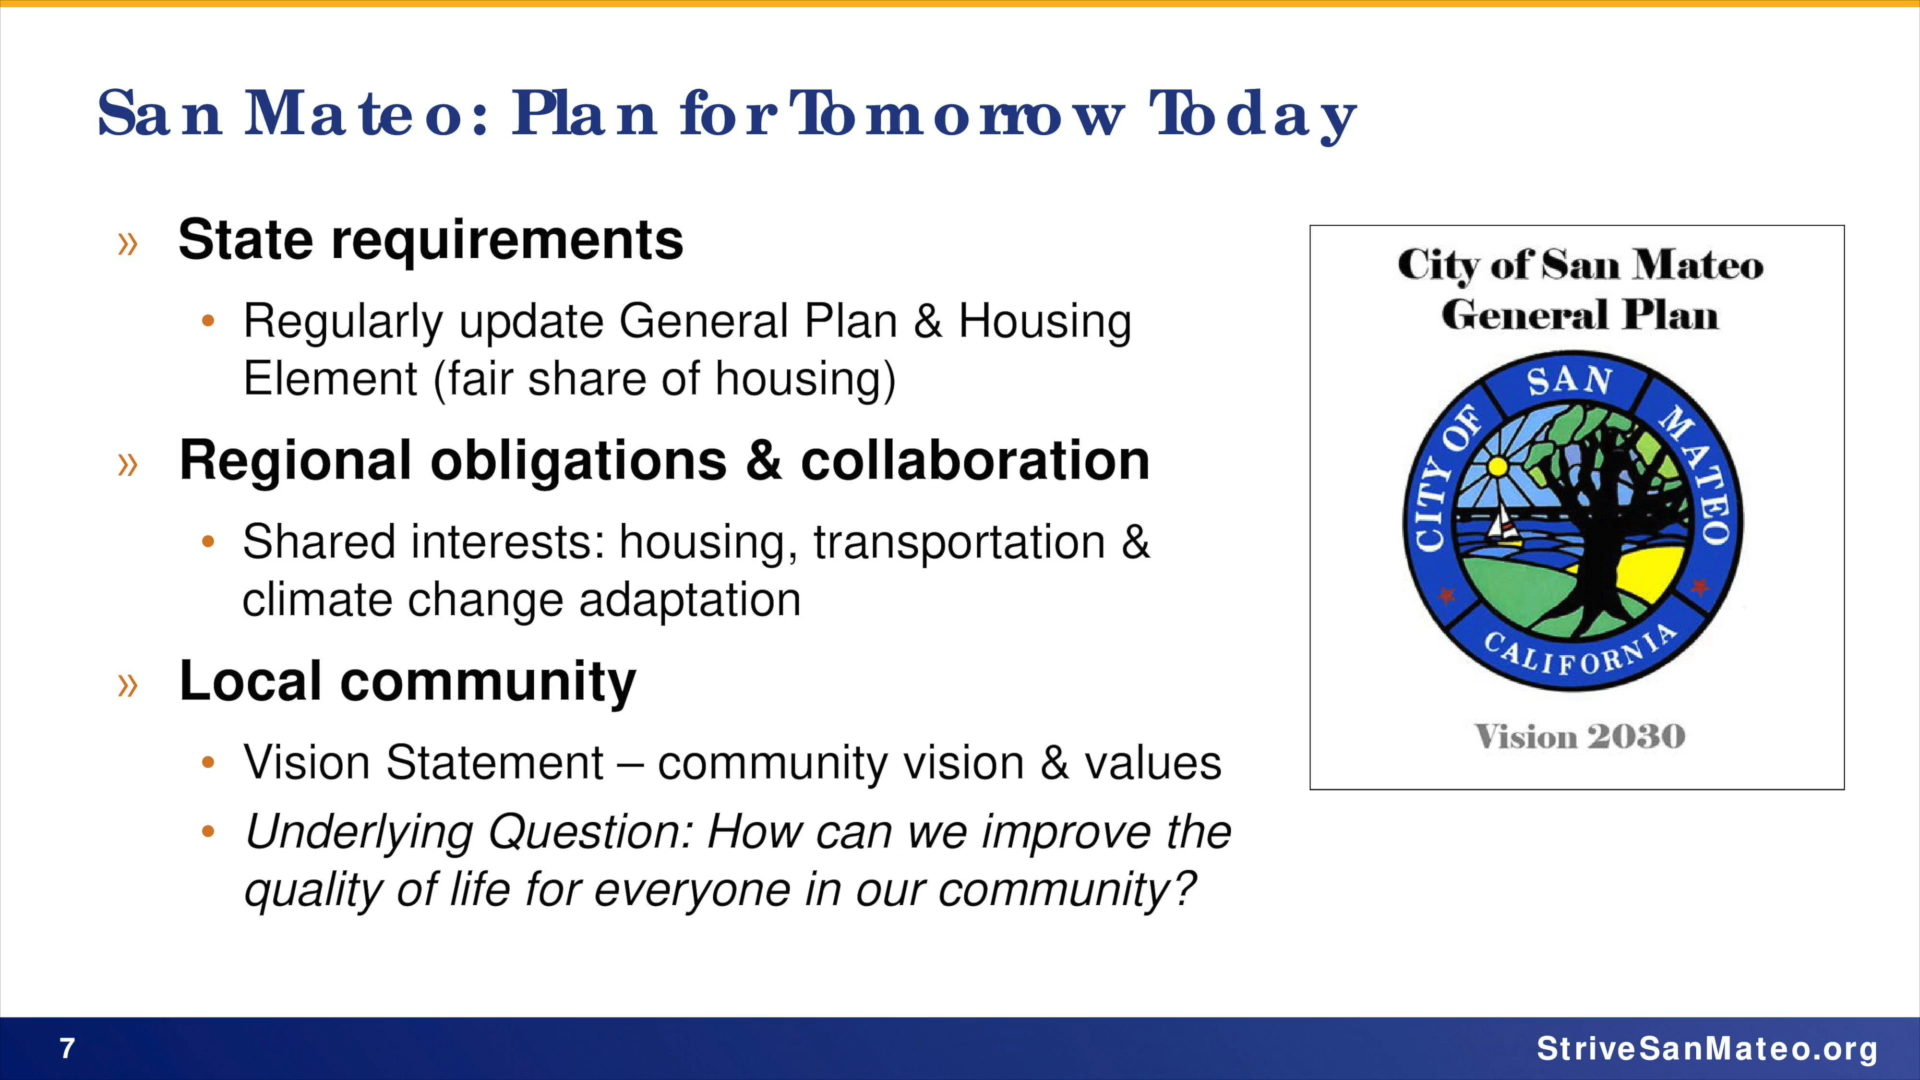 San Mateo: Plan for Tomorrow Today
» State requirements
• Regularly update General Plan & Housing
Element (fair share of housing)
» Regional obligations & collaboration
• Shared interests: housing, transportation &
climate change adaptation
» Local community
• Vision Statement – community vision & values
• Underlying Question: How can we improve the
quality of life for everyone in our community?
City of San Mateo
General Plan
CITY OF SAN MATEO
CALIFORNIA
Vision 2030
7
StriveSanMateo.org